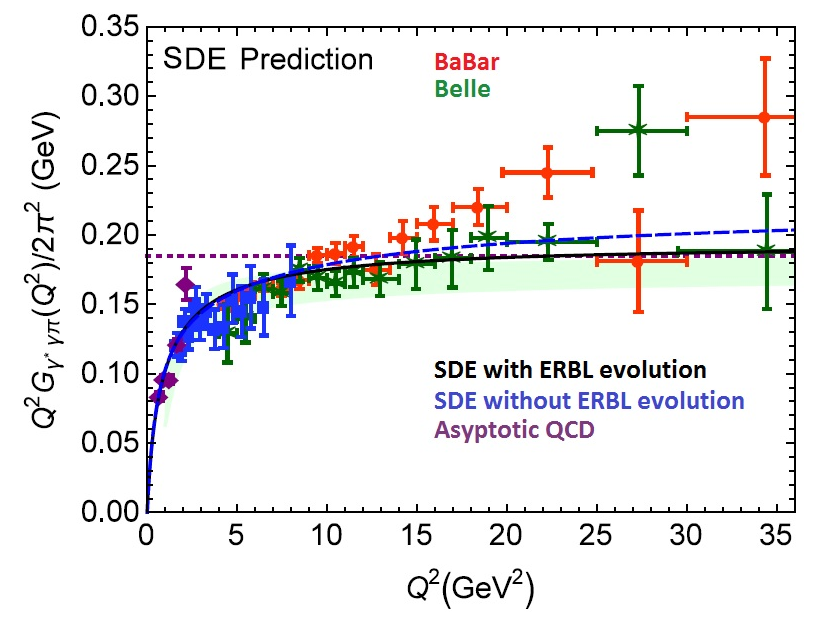 SDE Prediction
BaBar
Belle
SDE with ERBL evolution
SDE without ERBL evolution
Asyptotic QCD
Q²G_{γ* γπ}(Q²)/2π² (GeV)
0.35
0.30
0.25
0.20
0.15
0.10
0.05
0.00
0 5 10 15 20 25 30 35
Q²(GeV²)